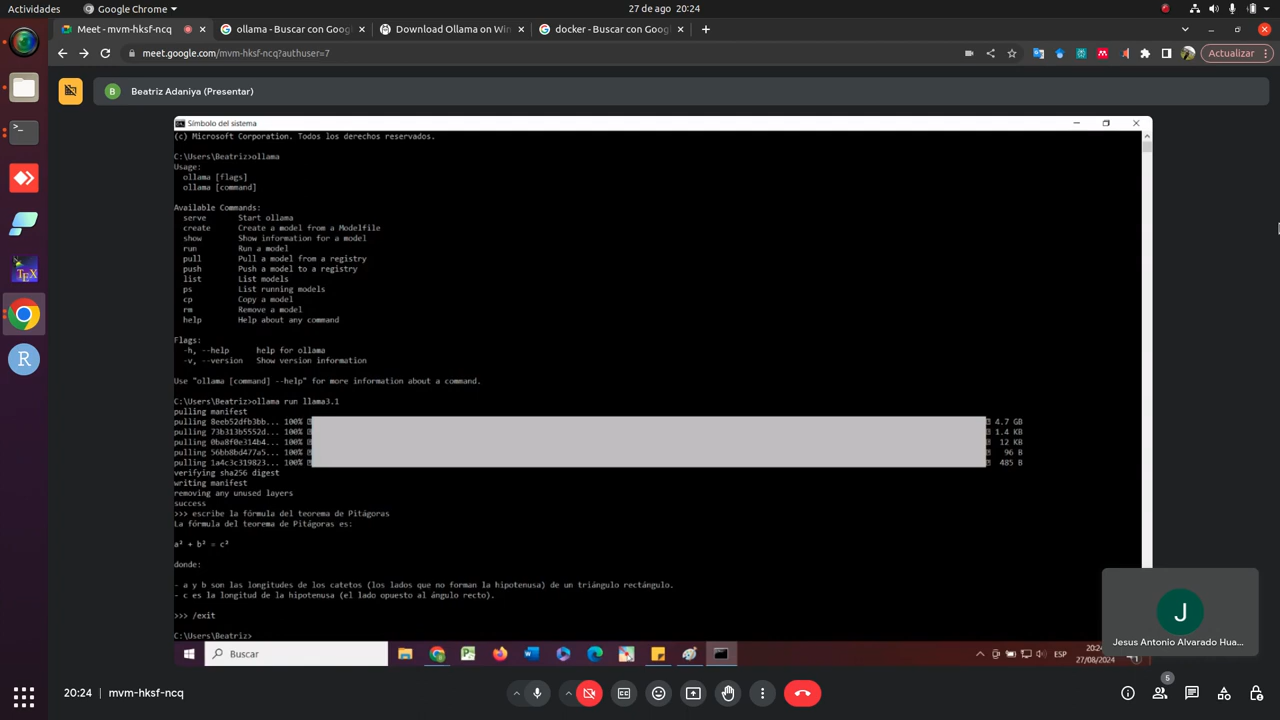 Actividades
Google Chrome
27 de ago 20:24
Meet - mvm-hksf-ncq
ollama - Buscar con Goog
Download Ollama on Win
docker - Buscar con Google
meet.google.com/mvm-hksf-ncq?authuser=7
Actualizar
B Beatriz Adaniya (Presentar)
Símbolo del sistema
(c) Microsoft Corporation. Todos los derechos reservados.
C:\Users\Beatriz>ollama
Usage:
ollama [flags]
ollama [command]
Available Commands:
serve Start ollama
create Create a model from a Modelfile
show Show information for a model
run Run a model
pull Pull a model from a registry
push Push a model to a registry
list List models
ps List running models
cp Copy a model
rm Remove a model
help Help about any command
Flags:
-h, --help help for ollama
-v, --version Show version information
Use "ollama [command] --help" for more information about a command.
C:\Users\Beatriz>ollama run llama3.1
pulling manifest
pulling 8eeb52dfb3bb... 100% 4.7 GB
pulling 73b313b5552d... 100% 1.4 KB
pulling 0ba8f0e314b4... 100% 12 KB
pulling 56bb8bd477a5... 100% 96 B
pulling 1a4c3c319823... 100% 485 B
verifying sha256 digest
writing manifest
removing any unused layers
success
>>> escribe la fórmula del teorema de Pitágoras
La fórmula del teorema de Pitágoras es:
a² + b² = c²
donde:
- a y b son las longitudes de los catetos (los lados que no forman la hipotenusa) de un triángulo rectángulo.
- c es la longitud de la hipotenusa (el lado opuesto al ángulo recto).
>>> /exit
C:\Users\Beatriz>
J
Jesus Antonio Alvarado Hua...
Buscar
ESP
20:24
27/08/2024
20:24 mvm-hksf-ncq
5